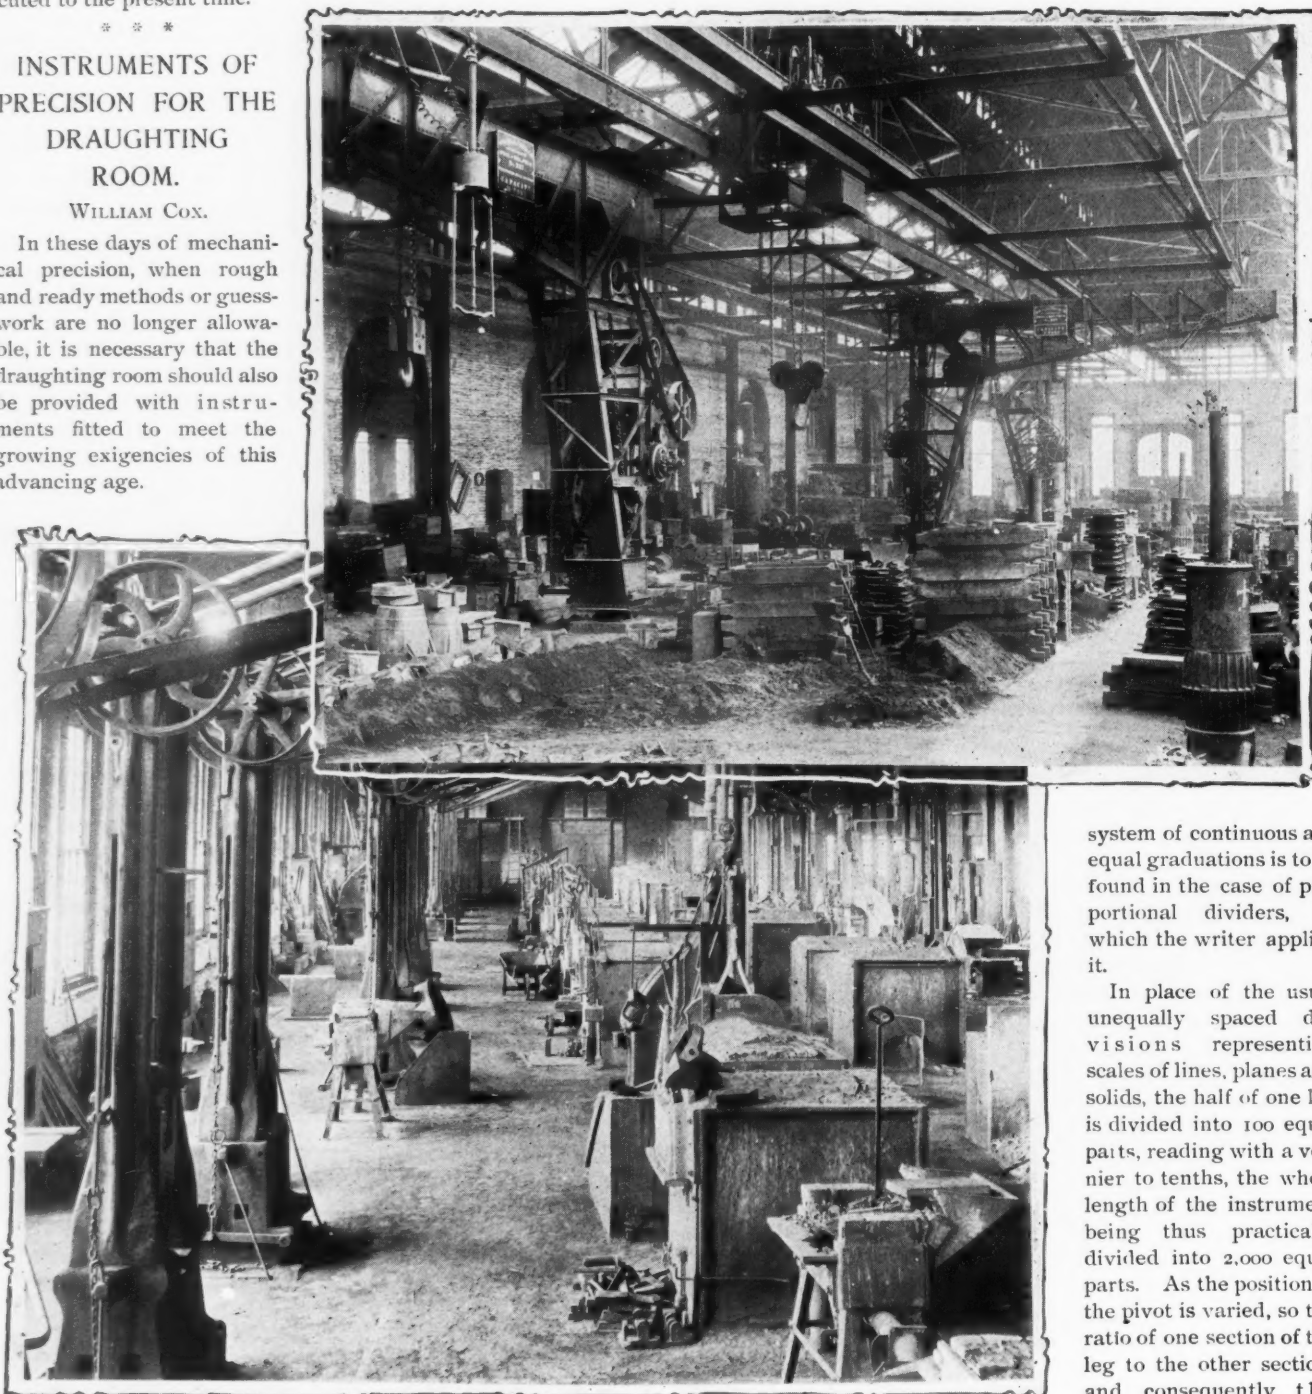 to the present time.
* * *
INSTRUMENTS OF
PRECISION FOR THE
DRAUGHTING
ROOM.
WILLIAM COX.
In these days of mechani-
cal precision, when rough
and ready methods or guess-
work are no longer allowa-
ble, it is necessary that the
draughting room should also
be provided with instru-
ments fitted to meet the
growing exigencies of this
advancing age.
system of continuous a
equal graduations is to
found in the case of p
portional dividers,
which the writer appli
it.
In place of the usu
unequally spaced d
visions representi
scales of lines, planes a
solids, the half of one l
is divided into 100 equ
parts, reading with a ve
nier to tenths, the who
length of the instrume
being thus practica
divided into 2,000 equ
parts. As the position
the pivot is varied, so t
ratio of one section of t
leg to the other sectio
and consequently th